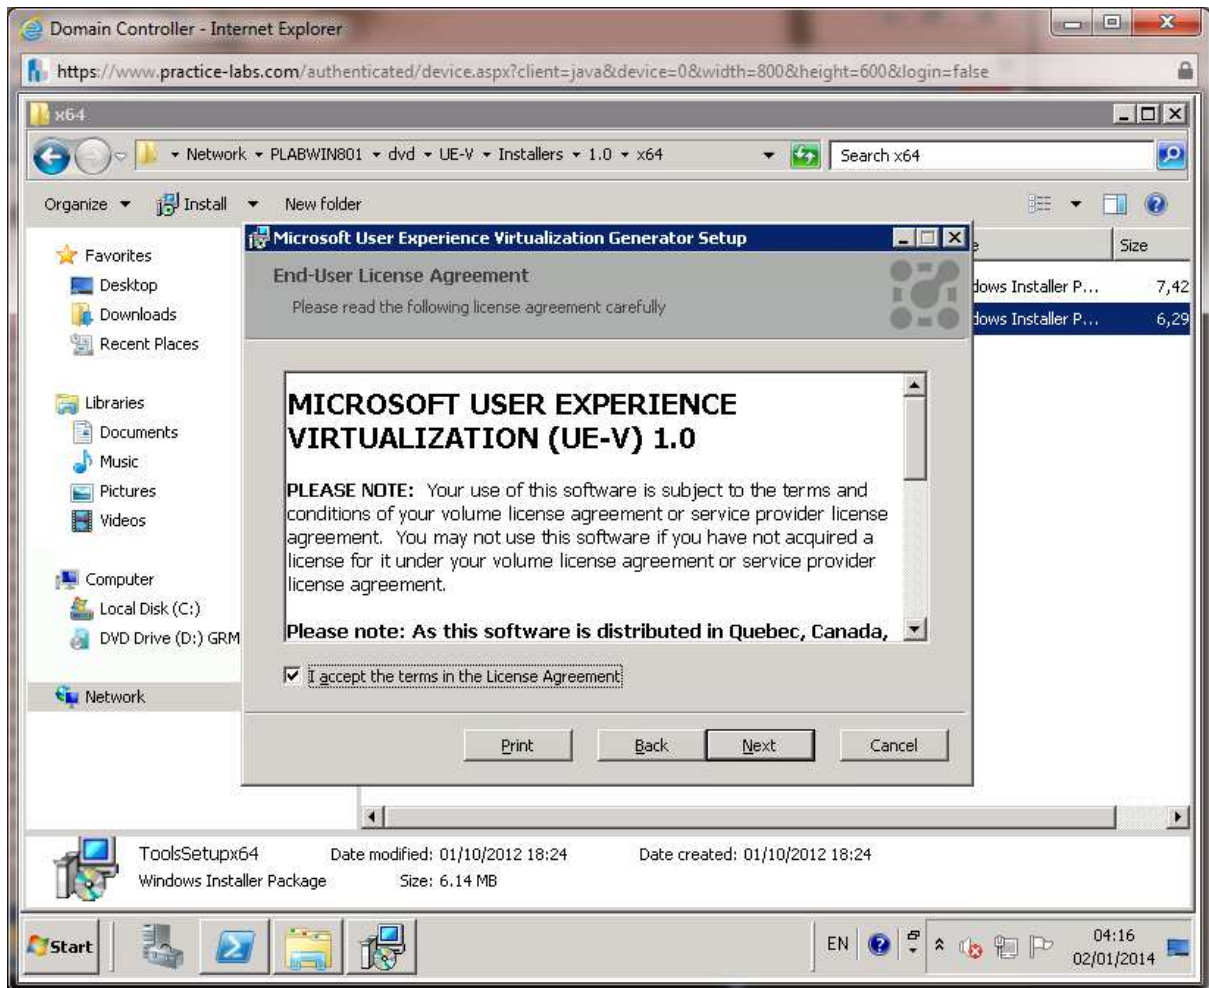 Domain Controller - Internet Explorer
https://www.practice-labs.com/authenticated/device.aspx?client=java&device=0&width=800&height=600&login=false
x64
Network PLABWIN801 dvd UE-V Installers 1.0 x64
Search x64
Organize Install New folder
Favorites
Desktop
Downloads
Recent Places
Libraries
Documents
Music
Pictures
Videos
Computer
Local Disk (C:)
DVD Drive (D:) GRM
Network
Size
dows Installer P... 7,42
dows Installer P... 6,29
Microsoft User Experience Virtualization Generator Setup
End-User License Agreement
Please read the following license agreement carefully
MICROSOFT USER EXPERIENCE
VIRTUALIZATION (UE-V) 1.0
PLEASE NOTE: Your use of this software is subject to the terms and
conditions of your volume license agreement or service provider license
agreement. You may not use this software if you have not acquired a
license for it under your volume license agreement or service provider
license agreement.
Please note: As this software is distributed in Quebec, Canada,
I accept the terms in the License Agreement
Print Back Next Cancel
ToolsSetupx64 Date modified: 01/10/2012 18:24 Date created: 01/10/2012 18:24
Windows Installer Package Size: 6.14 MB
Start
EN
04:16
02/01/2014